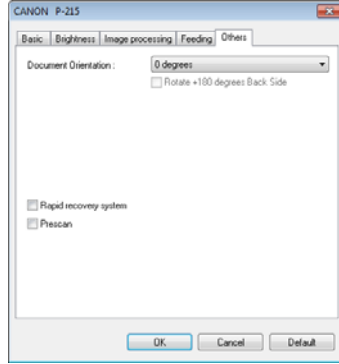 CANON P-215
Basic Brightness Image processing Feeding Others
Document Orientation : 0 degrees
Rotate +180 degrees Back Side
Rapid recovery system
Prescan
OK Cancel Default